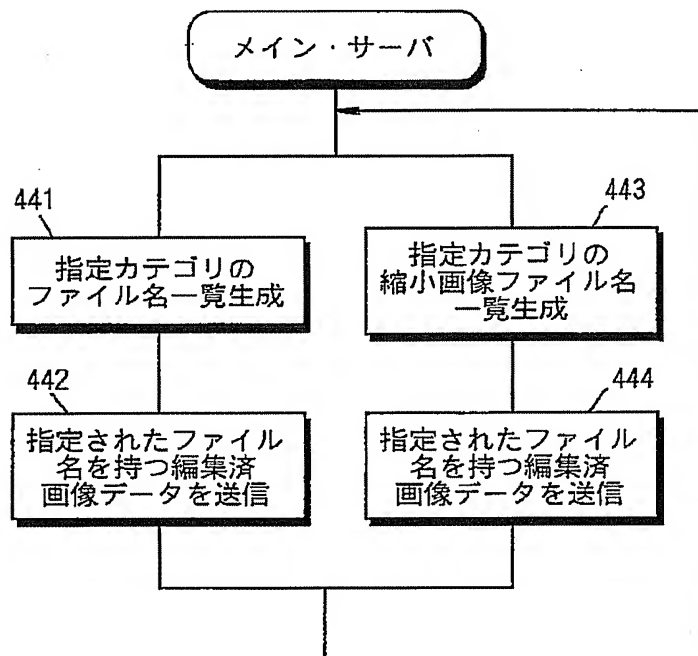 メイン・サーバ
441
指定カテゴリの
ファイル名一覧生成
443
指定カテゴリの
縮小画像ファイル名
一覧生成
442
指定されたファイル
名を持つ編集済
画像データを送信
444
指定されたファイル
名を持つ編集済
画像データを送信